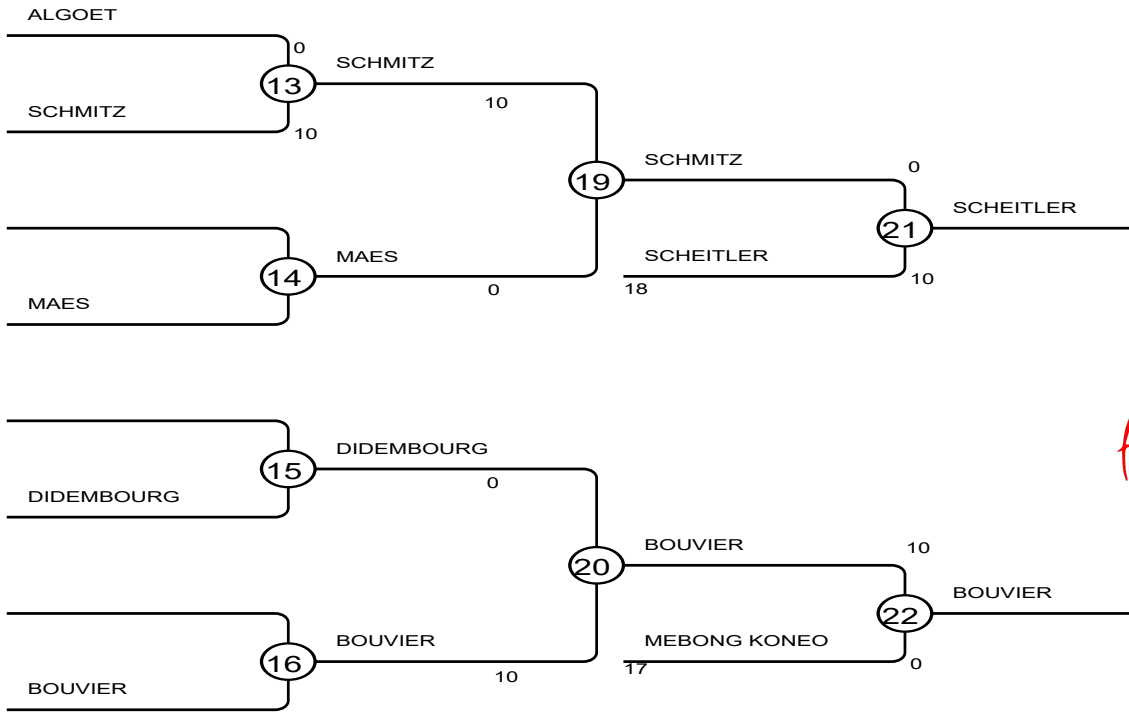 ALGOET
0
13
SCHMITZ
10
SCHMITZ
10
19
SCHMITZ
0
14
MAES
0
MAES
SCHEITLER
18
21
SCHEITLER
10
15
DIDEMBOURG
0
DIDEMBOURG
20
BOUVIER
10
16
BOUVIER
10
BOUVIER
MEBONG KONEO
17
22
BOUVIER
0